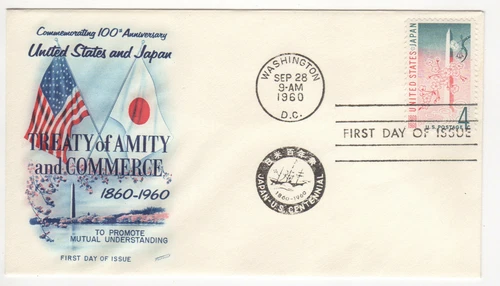 Commemorating 100th Anniversary
United States and Japan
TREATY of AMITY
and COMMERCE
1860-1960
TO PROMOTE
MUTUAL UNDERSTANDING
FIRST DAY OF ISSUE
WASHINGTON
SEP 28
9-AM
1960
D.C.
JAPAN-U.S. CENTENNIAL
1860-1960
UNITED STATES JAPAN
U.S. POSTAGE
4
FIRST DAY OF ISSUE